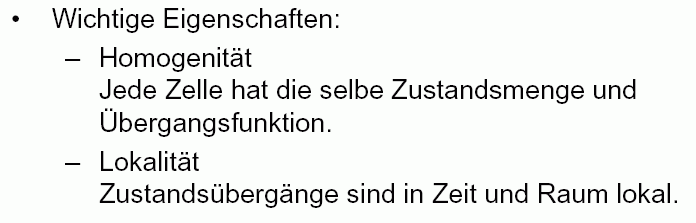 • Wichtige Eigenschaften:
– Homogenität
Jede Zelle hat die selbe Zustandsmenge und
Übergangsfunktion.
– Lokalität
Zustandsübergänge sind in Zeit und Raum lokal.